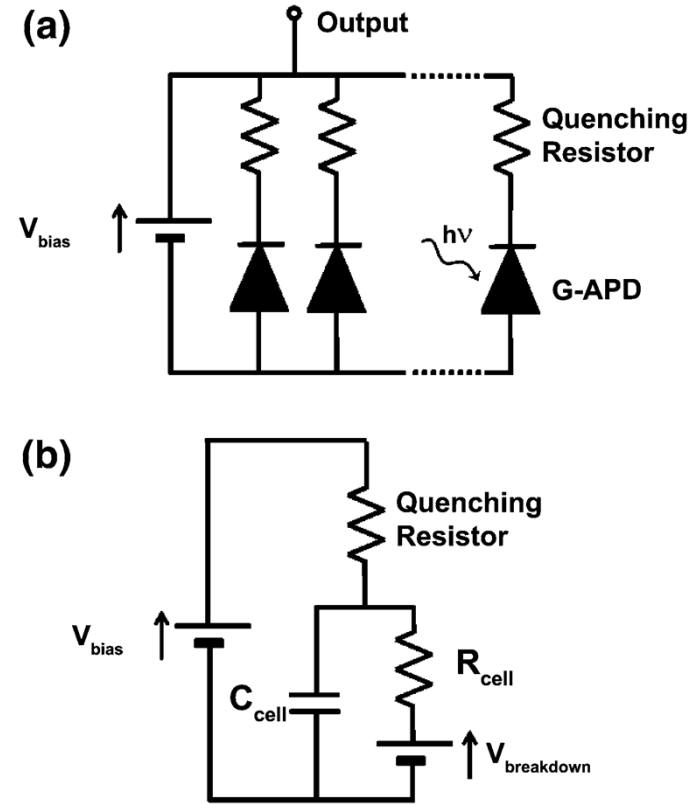 (a)
Output
Quenching
Resistor
V_bias
hν
G-APD
(b)
Quenching
Resistor
V_bias
R_cell
C_cell
V_breakdown